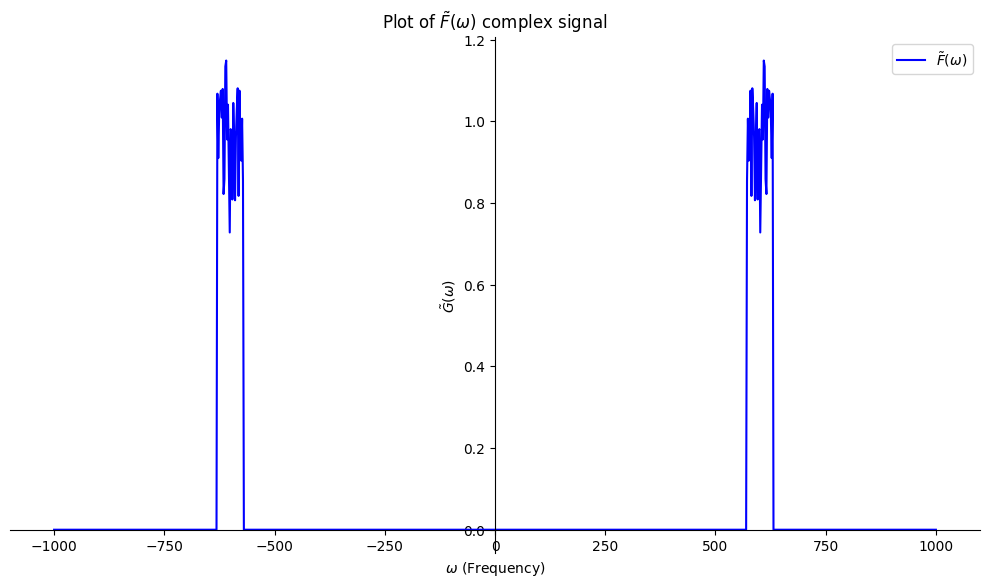 Plot of F̃(ω) complex signal
F̃(ω)
1.2
1.0
0.8
0.6
0.4
0.2
0.0
G̃(ω)
−1000 −750 −500 −250 0 250 500 750 1000
ω (Frequency)